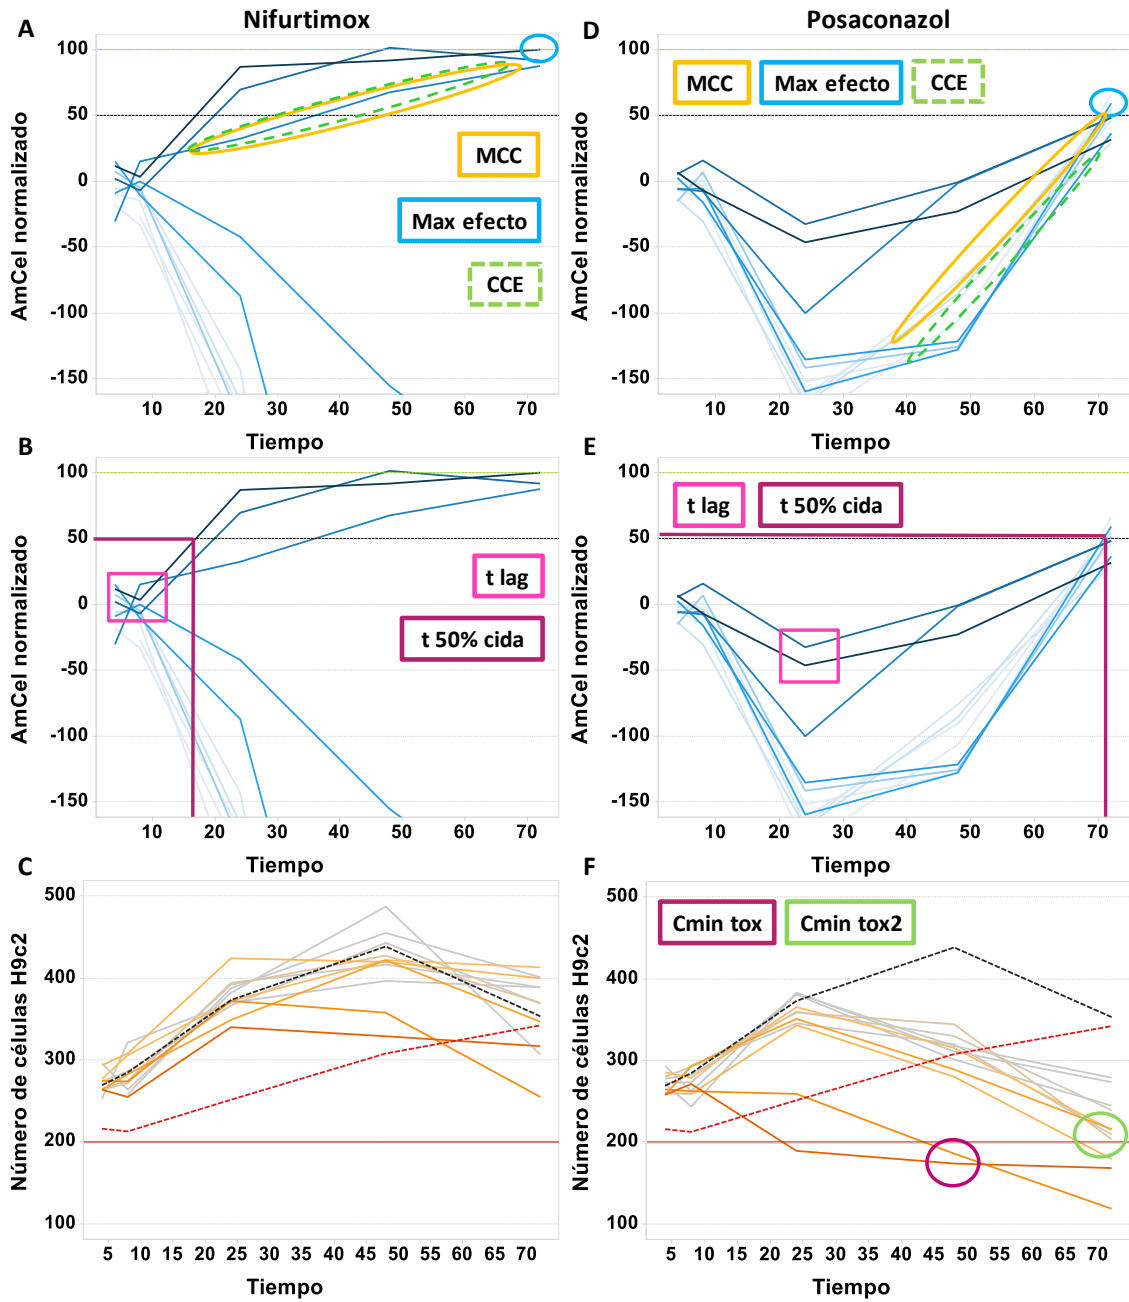 Nifurtimox
Posaconazol
A
AmCel normalizado
100
50
0
-50
-100
-150
MCC
Max efecto
CCE
10 20 30 40 50 60 70
Tiempo
D
AmCel normalizado
100
50
0
-50
-100
-150
MCC
Max efecto
CCE
10 20 30 40 50 60 70
Tiempo
B
AmCel normalizado
100
50
0
-50
-100
-150
t lag
t 50% cida
10 20 30 40 50 60 70
Tiempo
E
AmCel normalizado
100
50
0
-50
-100
-150
t lag
t 50% cida
10 20 30 40 50 60 70
Tiempo
C
Número de células H9c2
500
400
300
200
100
5 10 15 20 25 30 35 40 45 50 55 60 65 70
Tiempo
F
Número de células H9c2
500
400
300
200
100
Cmin tox
Cmin tox2
5 10 15 20 25 30 35 40 45 50 55 60 65 70
Tiempo